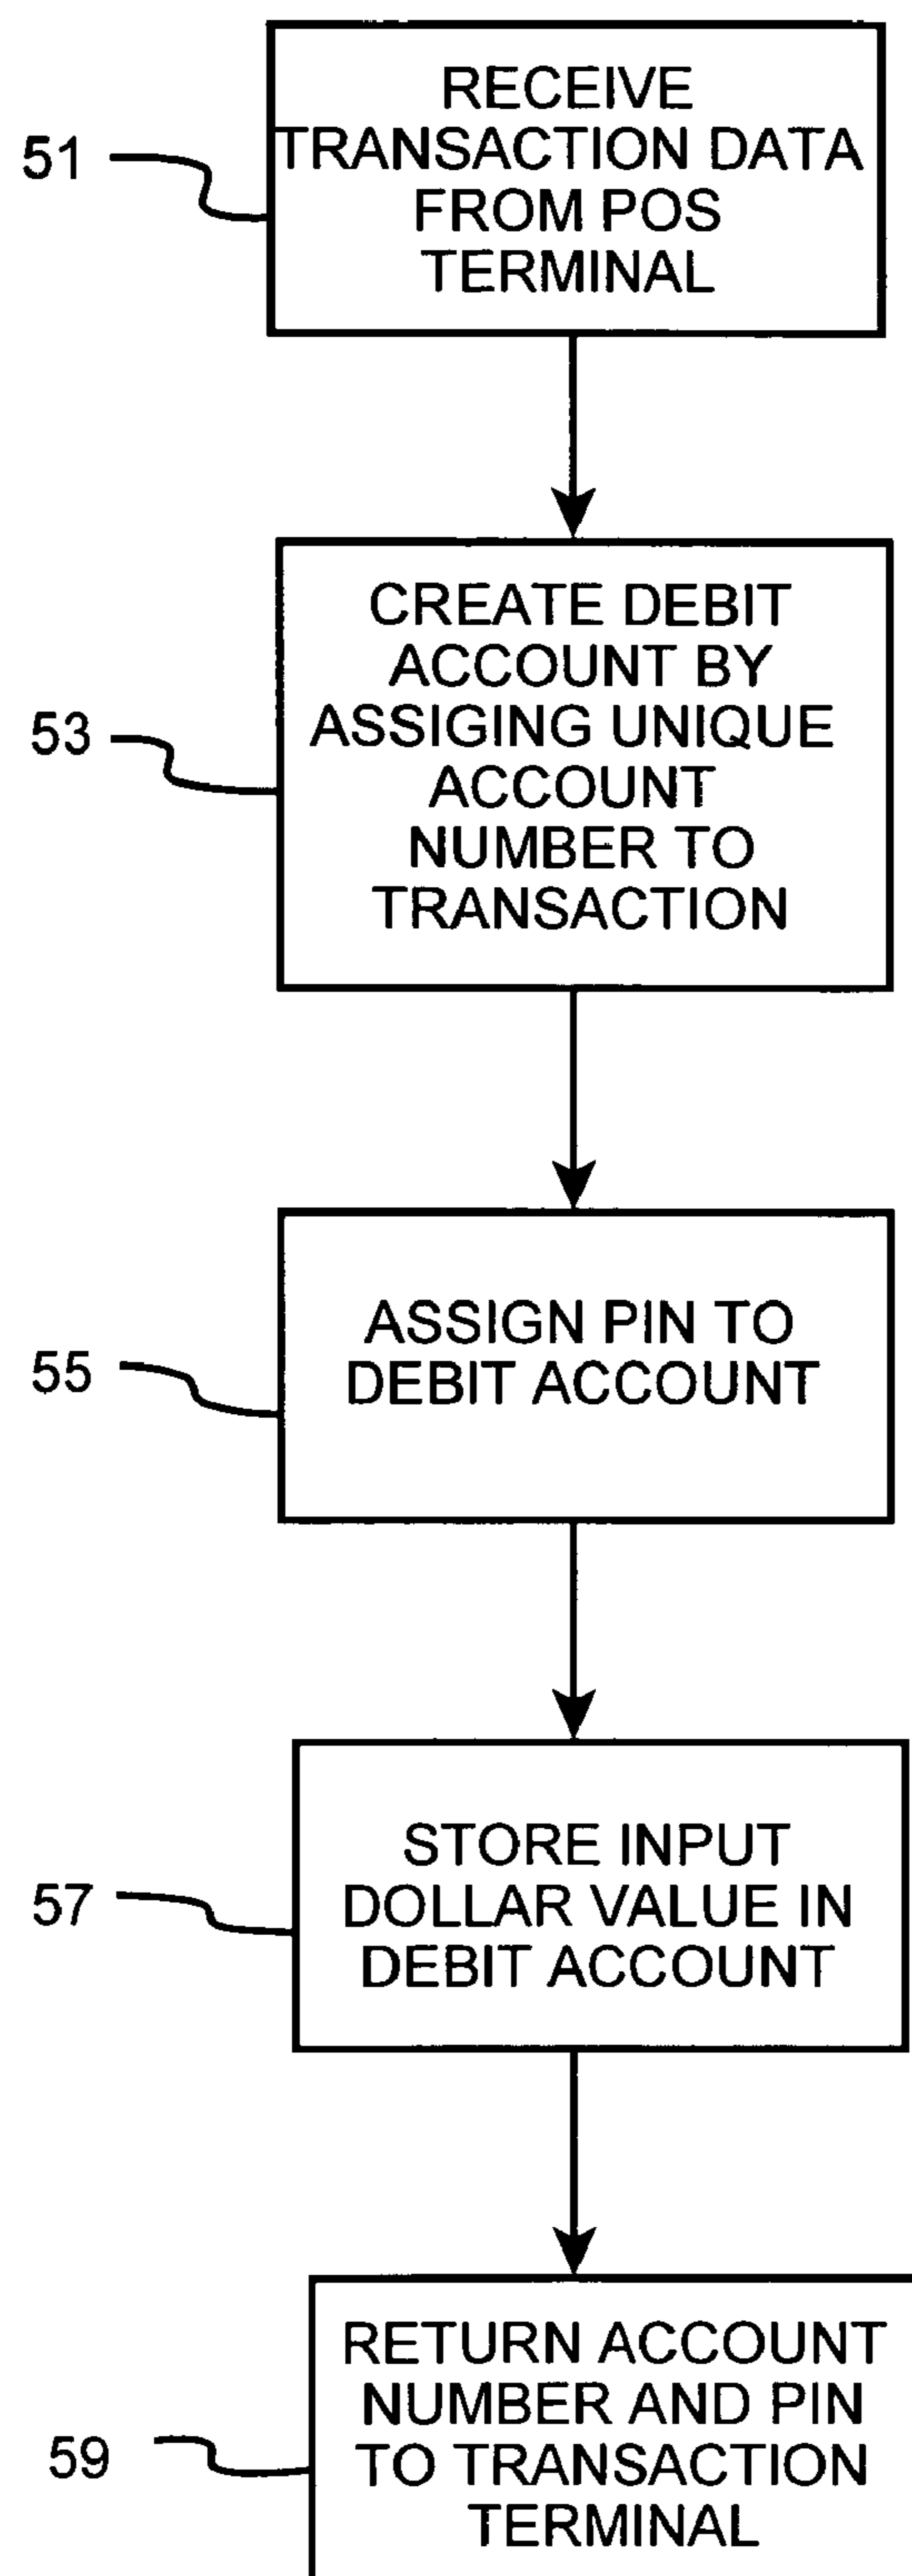 51
RECEIVE
TRANSACTION DATA
FROM POS
TERMINAL
53
CREATE DEBIT
ACCOUNT BY
ASSIGING UNIQUE
ACCOUNT
NUMBER TO
TRANSACTION
55
ASSIGN PIN TO
DEBIT ACCOUNT
57
STORE INPUT
DOLLAR VALUE IN
DEBIT ACCOUNT
59
RETURN ACCOUNT
NUMBER AND PIN
TO TRANSACTION
TERMINAL